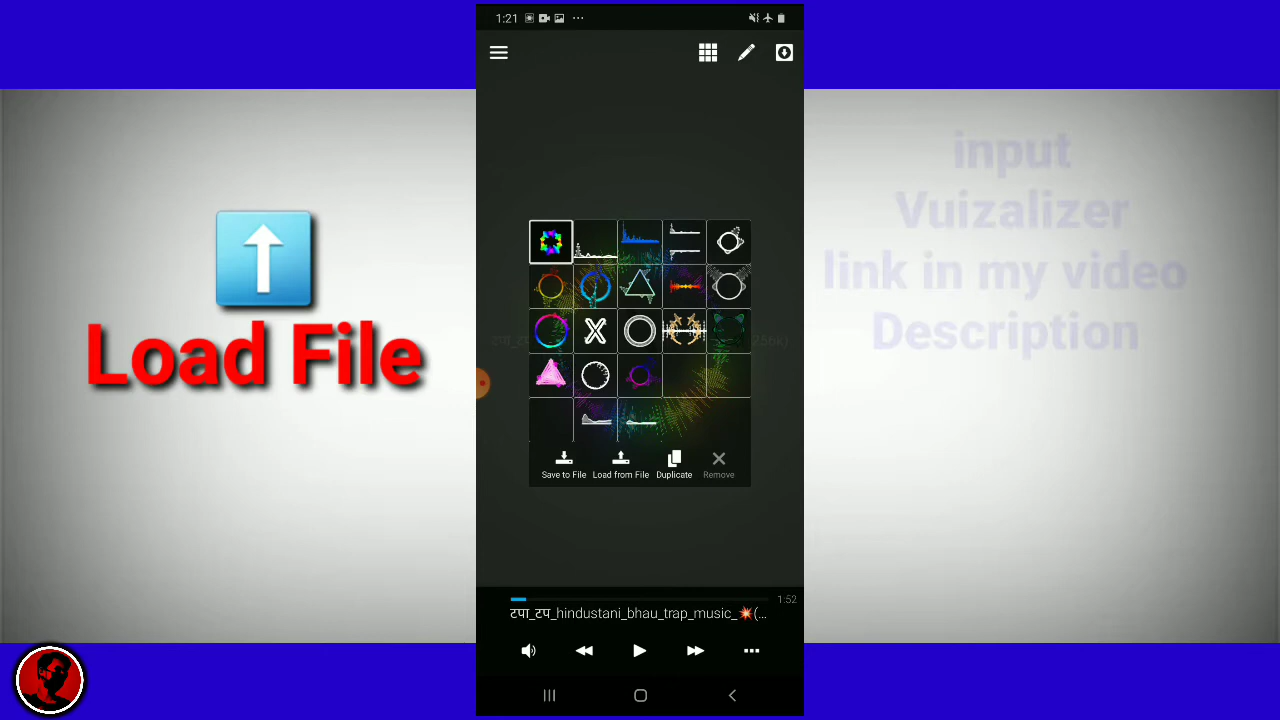 1:21
Load File
input
Vuizalizer
link in my video
Description
Save to File
Load from File
Duplicate
Remove
1:52
टपा_टप_hindustani_bhau_trap_music_💥(...